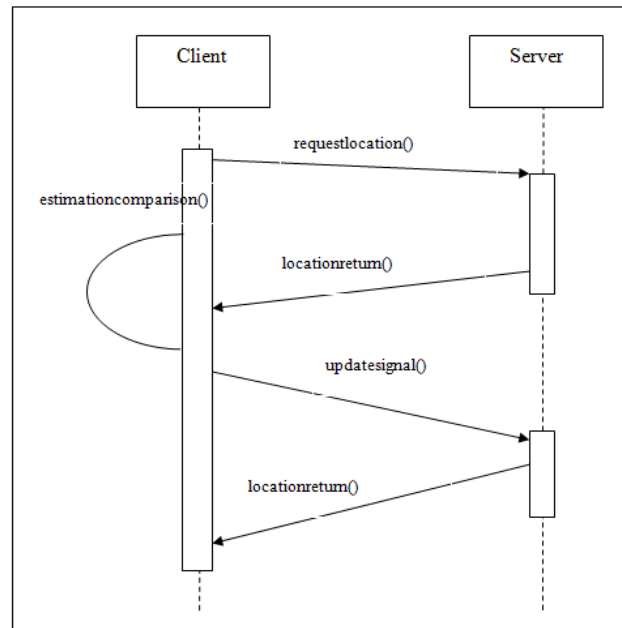 Client
Server
requestlocation()
estimationcomparison()
locationreturn()
updatesignal()
locationreturn()